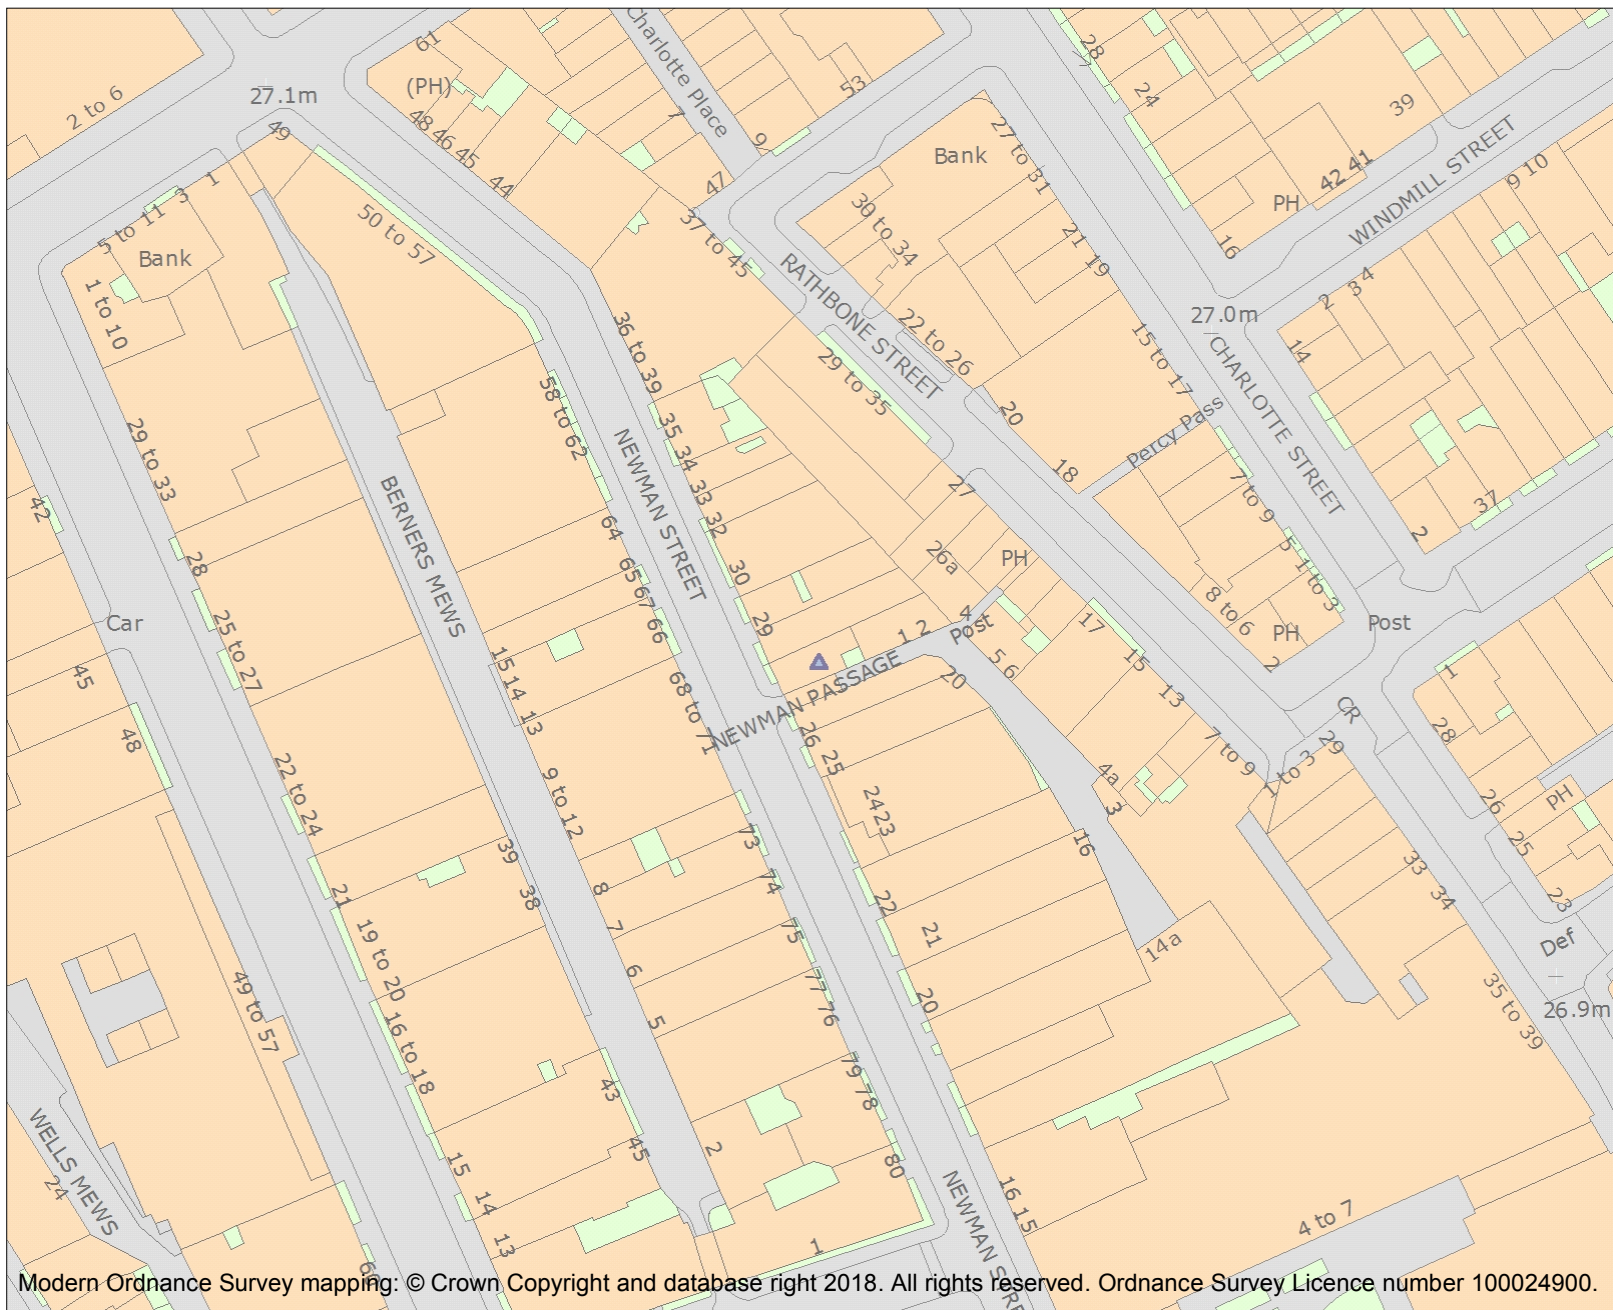 61
(PH)
Charlotte Place
7
9
53
28
24
39
2 to 6
27.1m
49
48 46 45
44
47
Bank
27 to 31
42 41
PH
WINDMILL STREET
9 10
1
3
5 to 11
Bank
1 to 10
50 to 57
37 to 45
30 to 34
RATHBONE STREET
21
19
16
4
3
2
27.0m
14
36 to 39
22 to 26
15 to 17
CHARLOTTE STREET
29 to 35
20
Percy Pass
18
7 to 9
37
2
29 to 33
58 to 62
35
34
33
32
30
29
NEWMAN STREET
27
26a
PH
5
1 to 3
8 to 6
PH
2
Post
42
28
BERNERS MEWS
64
65
67
66
Car
25 to 27
45
48
15
14
13
68 to 71
NEWMAN PASSAGE
1 2
4
Post
5 6
20
17
15
13
7 to 9
1 to 3
29
CR
1
28
26
25
24
23
4a
3
16
PH
26
25
23
22 to 24
9 to 12
39
38
73
74
75
77
76
8
7
6
5
22
21
20
33
34
Def
26.9m
35 to 39
14a
21
19 to 20
16 to 18
49 to 57
43
45
79 78
80
2
15
14
13
WELLS MEWS
24
60
1
16 15
NEWMAN STRE
4 to 7
Modern Ordnance Survey mapping: © Crown Copyright and database right 2018. All rights reserved. Ordnance Survey Licence number 100024900.